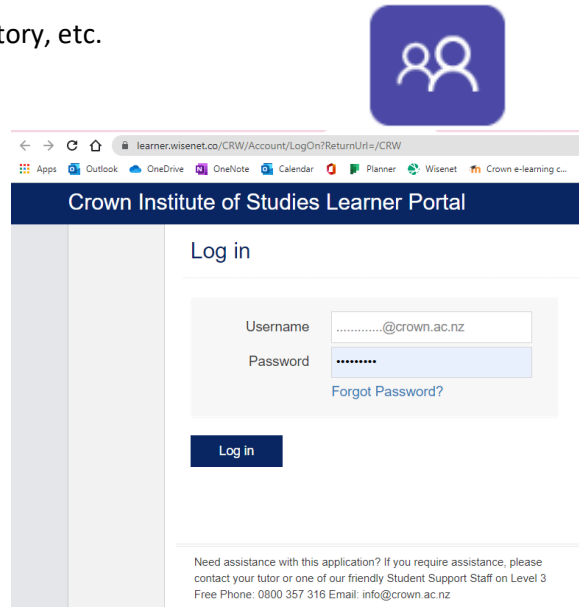 tory, etc.
learner.wisenet.co/CRW/Account/LogOn?ReturnUrl=/CRW
Apps Outlook OneDrive OneNote Calendar Planner Wisenet Crown e-learning c...
Crown Institute of Studies Learner Portal
Log in
Username .............@crown.ac.nz
Password •••••••••
Forgot Password?
Log in
Need assistance with this application? If you require assistance, please
contact your tutor or one of our friendly Student Support Staff on Level 3
Free Phone: 0800 357 316 Email: info@crown.ac.nz